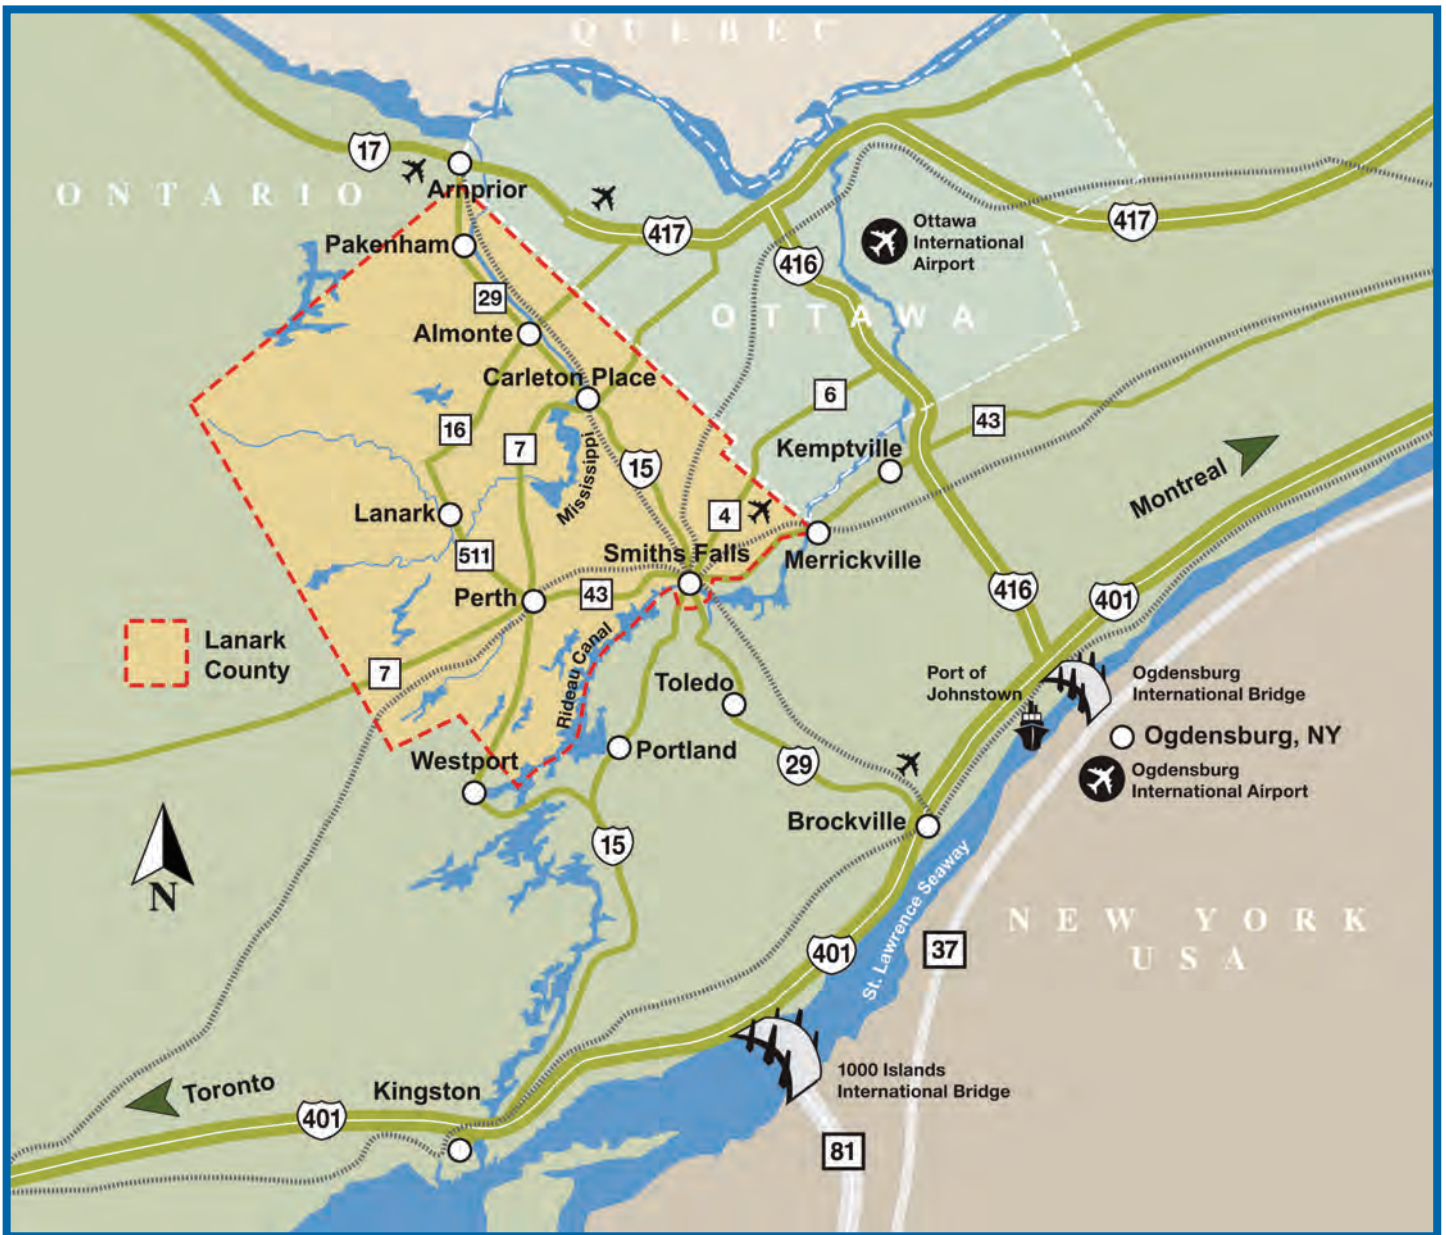 QUEBEC
17
ONTARIO
Arnprior
Pakenham
417
417
Ottawa
International
Airport
416
29
OTTAWA
Almonte
Carleton Place
6
43
16
7
15
Kemptville
Mississippi
Montreal
Lanark
4
511
Smiths Falls
Merrickville
Perth
43
416
401
Lanark
County
7
Rideau Canal
Toledo
Port of
Johnstown
Ogdensburg
International Bridge
Westport
Portland
29
Ogdensburg, NY
Ogdensburg
International Airport
Brockville
15
N
St. Lawrence Seaway
401
37
NEW YORK
USA
1000 Islands
International Bridge
Toronto
Kingston
401
81